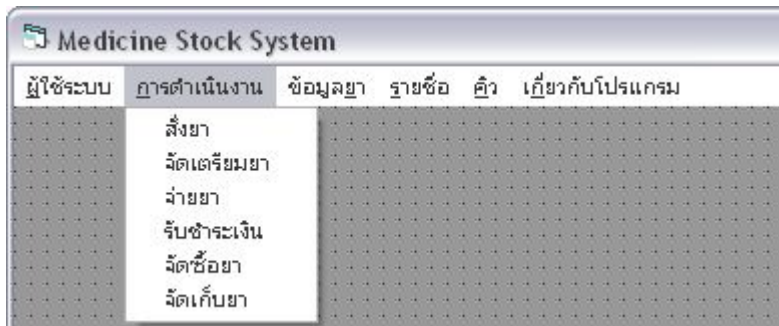 Medicine Stock System
ผู้ใช้ระบบ การดำเนินงาน ข้อมูลยา รายชื่อ คิว เกี่ยวกับโปรแกรม
สั่งยา
จัดเตรียมยา
จ่ายยา
รับชำระเงิน
จัดซื้อยา
จัดเก็บยา